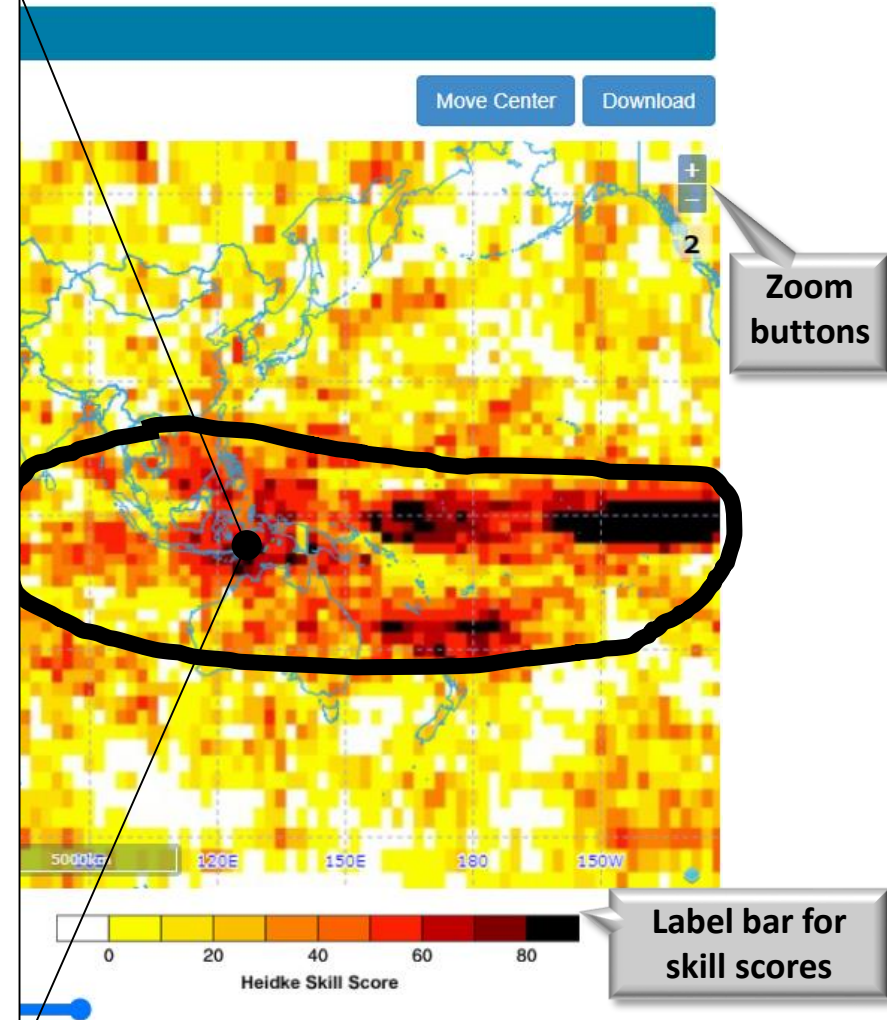 Move Center
Download
+
−
2
Zoom
buttons
5000km
120E
150E
180
150W
0
20
40
60
80
Heidke Skill Score
Label bar for
skill scores